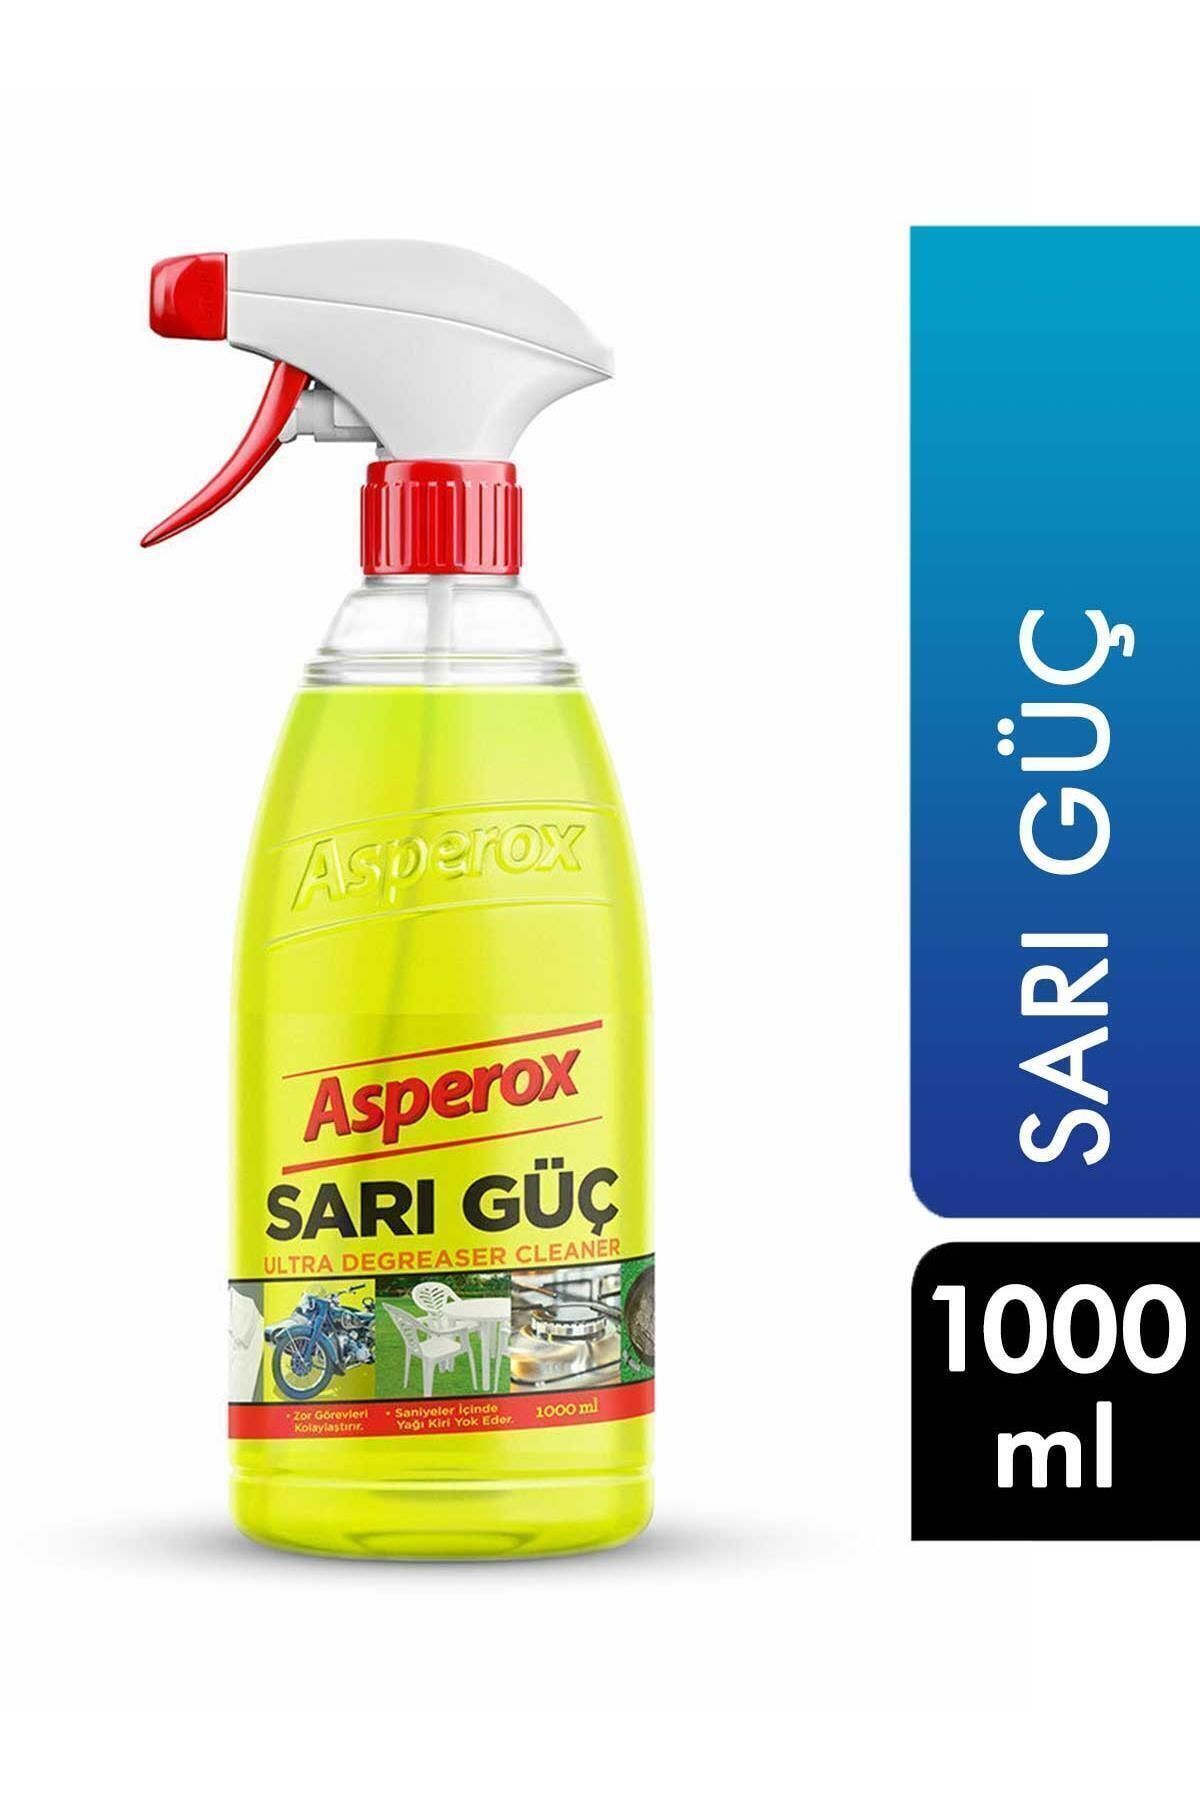 Asperox
Asperox
SARI GÜÇ
ULTRA DEGREASER CLEANER
• Zor Görevleri
Kolaylaştırır.
• Saniyeler İçinde
Yağı Kiri Yok Eder.
1000 ml
SARI GÜÇ
1000
ml